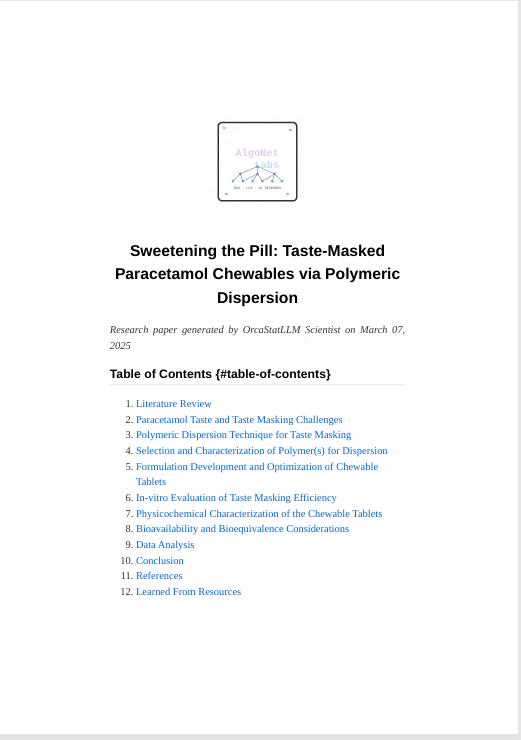 AlgoNet
Labs
RAG · LLM · AI RESEARCH
Sweetening the Pill: Taste-Masked
Paracetamol Chewables via Polymeric
Dispersion
Research paper generated by OrcaStatLLM Scientist on March 07,
2025
Table of Contents {#table-of-contents}
1. Literature Review
2. Paracetamol Taste and Taste Masking Challenges
3. Polymeric Dispersion Technique for Taste Masking
4. Selection and Characterization of Polymer(s) for Dispersion
5. Formulation Development and Optimization of Chewable
Tablets
6. In-vitro Evaluation of Taste Masking Efficiency
7. Physicochemical Characterization of the Chewable Tablets
8. Bioavailability and Bioequivalence Considerations
9. Data Analysis
10. Conclusion
11. References
12. Learned From Resources